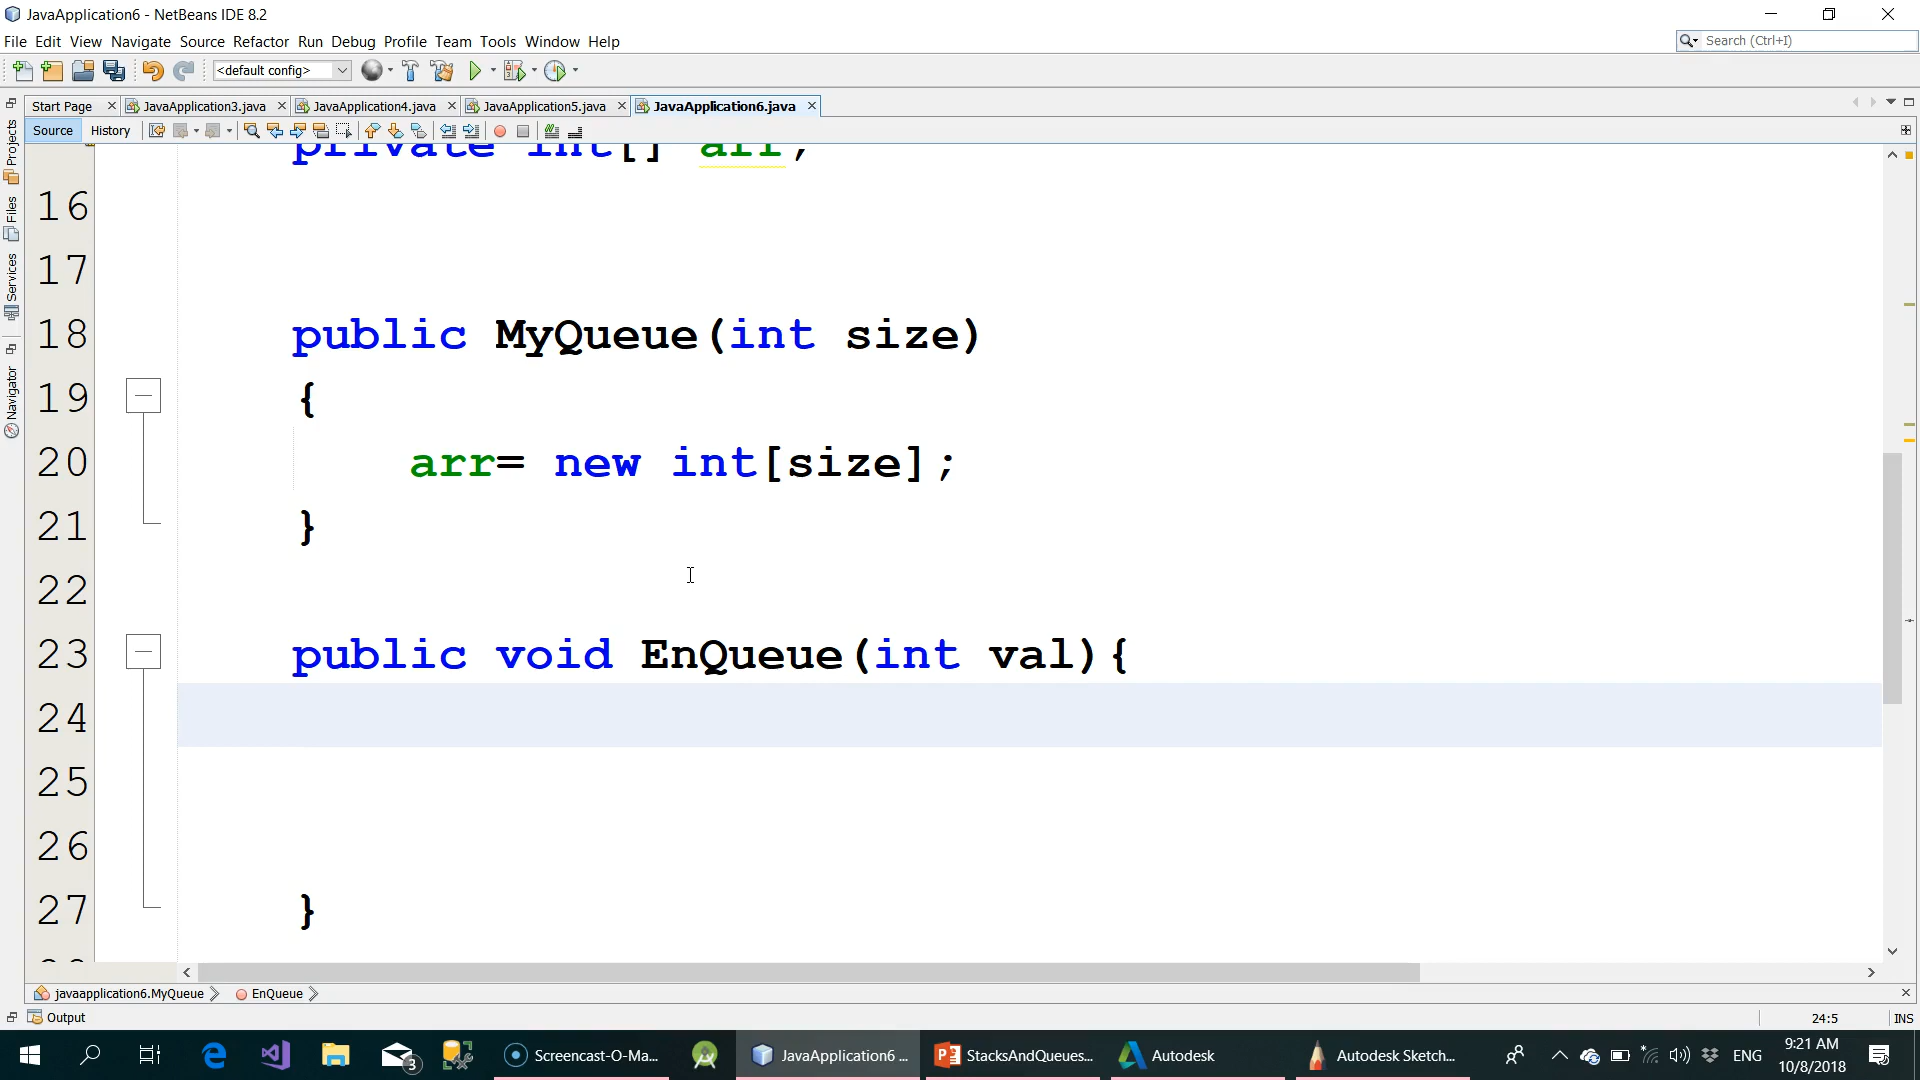 JavaApplication6 - NetBeans IDE 8.2
File Edit View Navigate Source Refactor Run Debug Profile Team Tools Window Help
Search (Ctrl+I)
<default config>
Start Page JavaApplication3.java JavaApplication4.java JavaApplication5.java JavaApplication6.java
Source History
Projects
Files
Services
Navigator
private int[] arr;
16
17
18 public MyQueue(int size)
19 {
20 arr= new int[size];
21 }
22
23 public void EnQueue(int val){
24
25
26
27 }
javaapplication6.MyQueue EnQueue
Output
24:5 INS
3 Screencast-O-Ma... JavaApplication6 ... StacksAndQueues... Autodesk Autodesk Sketch... ENG
9:21 AM
10/8/2018